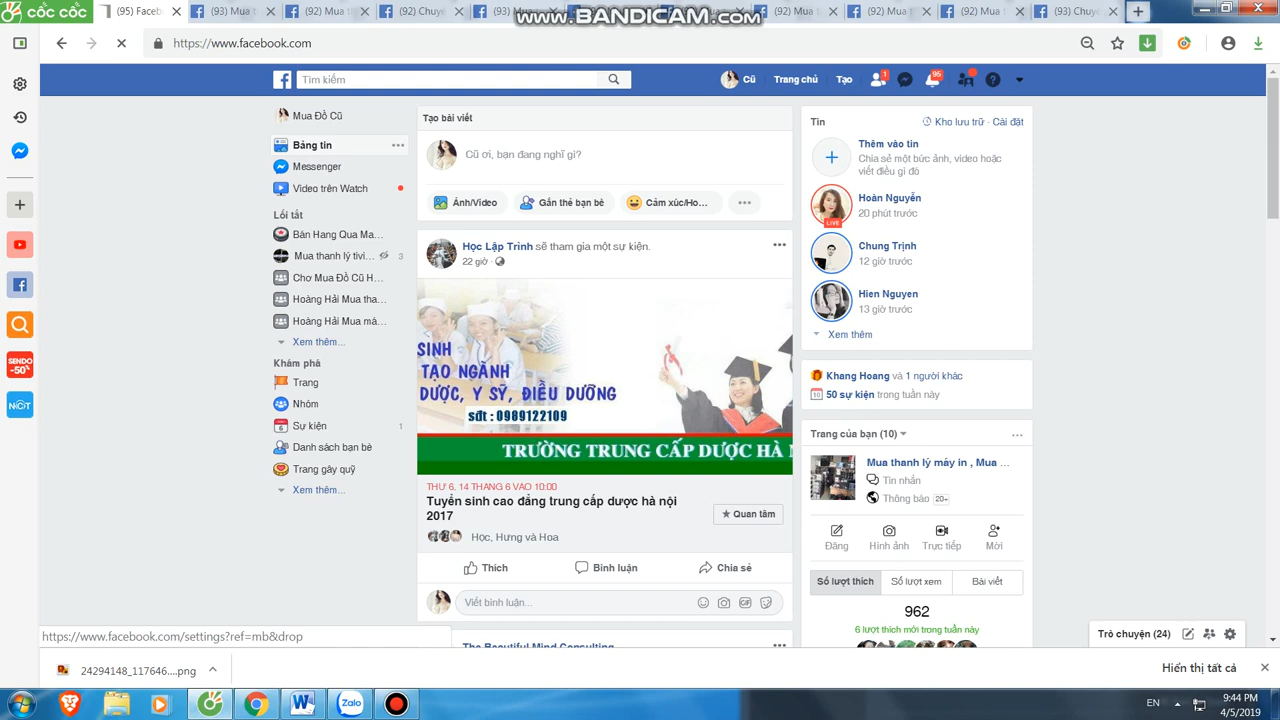 CỐC CỐC
(95) Facebook
(93) Mua t
(92) Mua t
(92) Chuye
(93) Mua
(92) Mua t
(92) Mua t
(93) Chuye
www.BANDICAM.com
https://www.facebook.com
Tìm kiếm
Cũ
Trang chủ
Tạo
1
95
Mua Đồ Cũ
Bảng tin
Messenger
Video trên Watch
Lối tắt
Bán Hang Qua Ma...
Mua thanh lý tivi... 3
Chợ Mua Đồ Cũ H...
Hoàng Hải Mua tha...
Hoàng Hải Mua má...
Xem thêm...
Khám phá
Trang
Nhóm
Sự kiện 1
Danh sách bạn bè
Trang gây quỹ
Xem thêm...
SENDO
-50%
Tạo bài viết
Cũ ơi, bạn đang nghĩ gì?
Ảnh/Video
Gắn thẻ bạn bè
Cảm xúc/Ho...
Học Lập Trình sẽ tham gia một sự kiện.
22 giờ
SINH
TẠO NGÀNH
DƯỢC, Y SỸ, ĐIỀU DƯỠNG
sđt : 0989122109
TRƯỜNG TRUNG CẤP DƯỢC HÀ N
THỨ 6, 14 THÁNG 6 VÀO 10:00
Tuyển sinh cao đẳng trung cấp dược hà nội
2017
Quan tâm
Học, Hưng và Hoa
Thích
Bình luận
Chia sẻ
Viết bình luận...
GIF
The Beautiful Mind Consulting
Tin
Kho lưu trữ · Cài đặt
Thêm vào tin
Chia sẻ một bức ảnh, video hoặc
viết điều gì đó
Hoàn Nguyễn
20 phút trước
LIVE
Chung Trịnh
12 giờ trước
Hien Nguyen
13 giờ trước
Xem thêm
Khang Hoang và 1 người khác
50 sự kiện trong tuần này
Trang của bạn (10)
Mua thanh lý máy in , Mua ...
Tin nhắn
Thông báo 20+
Đăng
Hình ảnh
Trực tiếp
Mời
Số lượt thích
Số lượt xem
Bài viết
962
6 lượt thích mới trong tuần này
Trò chuyện (24)
https://www.facebook.com/settings?ref=mb&drop
24294148_117646....png
Hiển thị tất cả
Zalo
EN
9:44 PM
4/5/2019